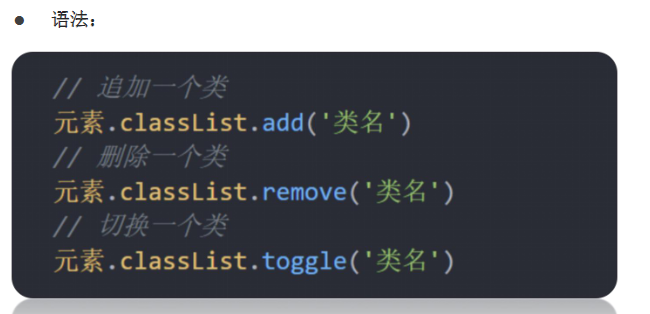 ● 语法：
// 追加一个类
元素.classList.add('类名')
// 删除一个类
元素.classList.remove('类名')
// 切换一个类
元素.classList.toggle('类名')